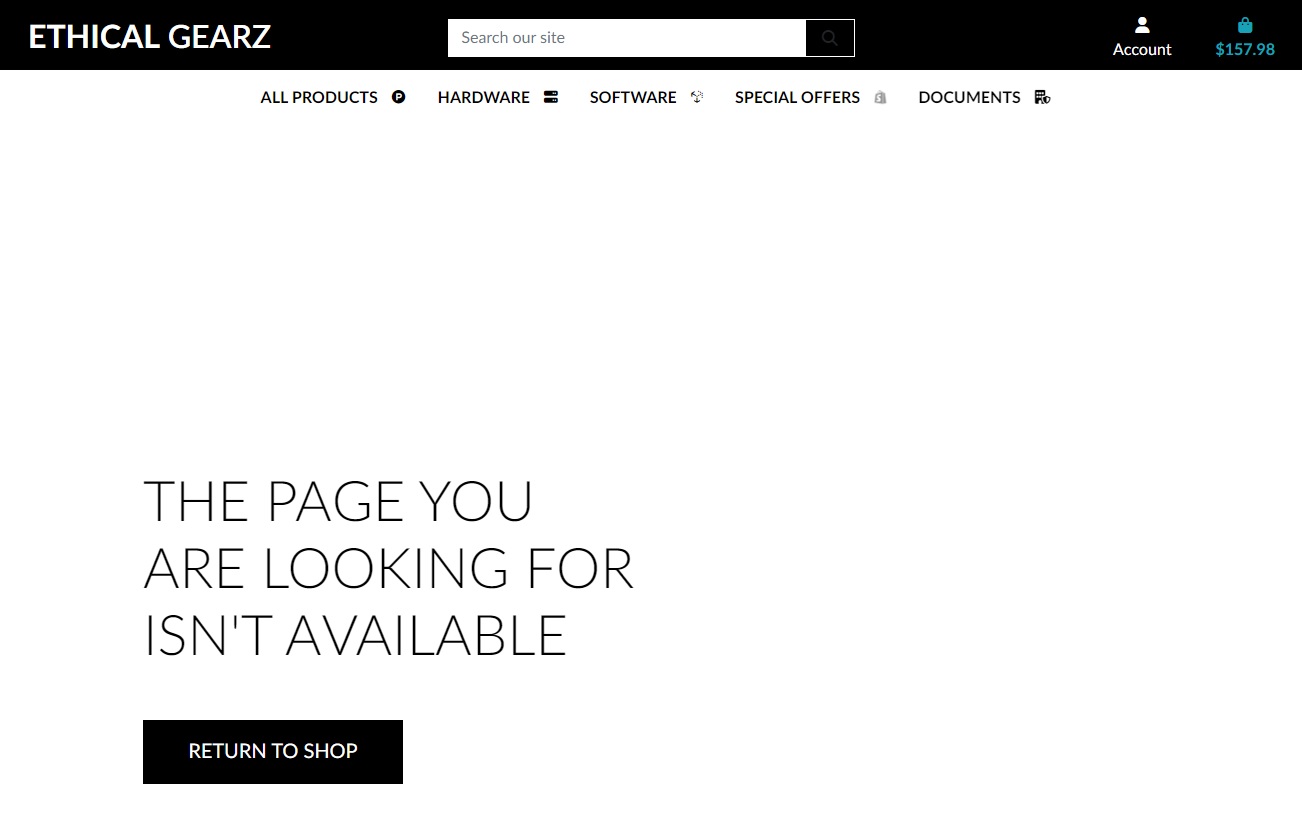 ETHICAL GEARZ
Search our site
Account
$157.98
ALL PRODUCTS
HARDWARE
SOFTWARE
SPECIAL OFFERS
DOCUMENTS
THE PAGE YOU
ARE LOOKING FOR
ISN'T AVAILABLE
RETURN TO SHOP